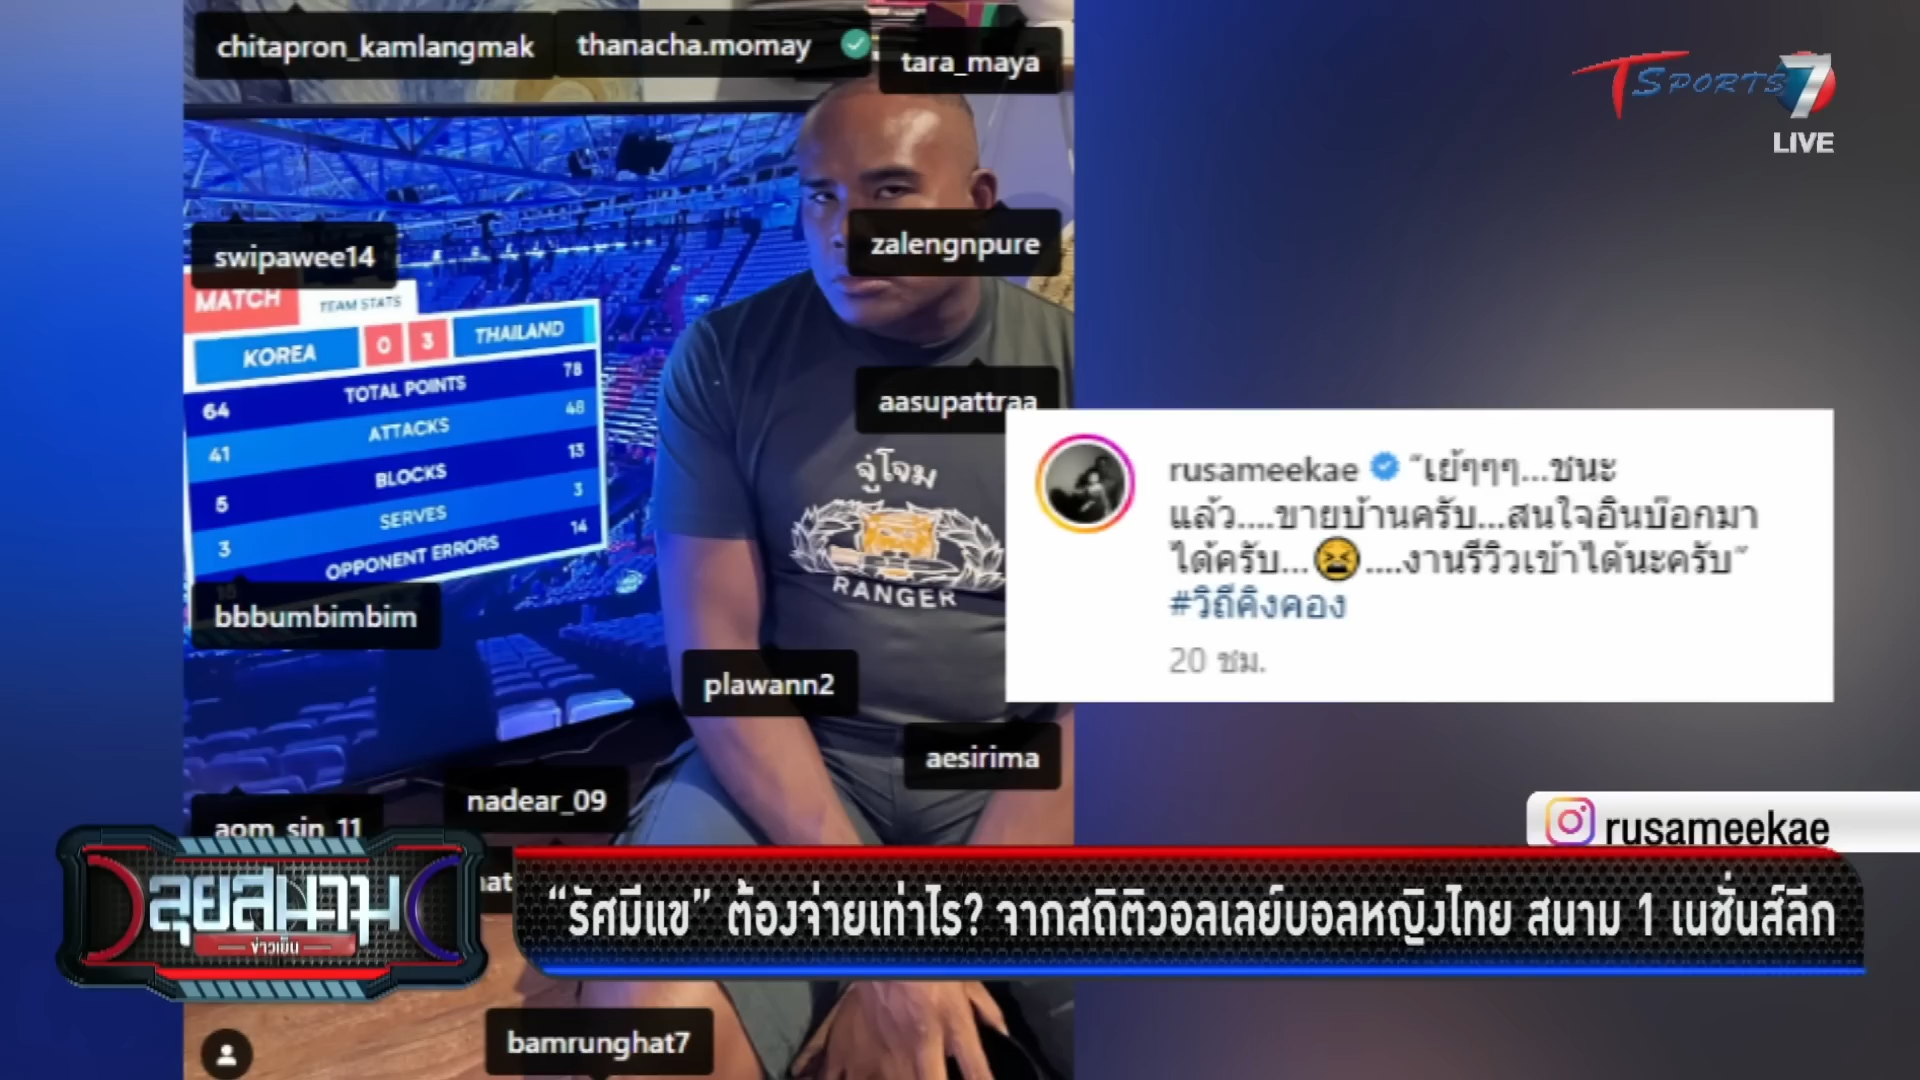 chitapron_kamlangmak
thanacha.momay
tara_maya
TSPORTS 7
LIVE
swipawee14
zalengnpure
MATCH
TEAM STATS
KOREA 0 3 THAILAND
64 TOTAL POINTS 78
41 ATTACKS 48
5 BLOCKS 13
3 SERVES 3
OPPONENT ERRORS 14
aasupattraa
จู่โจม
RANGER
rusameekae "เย้ๆๆๆ...ชนะ
แล้ว....ขายบ้านครับ...สนใจอินบ๊อกมา
ได้ครับ...😫....งานรีวิวเข้าได้นะครับ"
#วิถีคิงคอง
20 ชม.
bbbumbimbim
plawann2
aesirima
nadear_09
aom_sin_11
rusameekae
ลุยสนาม
ข่าวเย็น
“รัศมีแข” ต้องจ่ายเท่าไร? จากสถิติวอลเลย์บอลหญิงไทย สนาม 1 เนชั่นส์ลีก
bamrunghat7